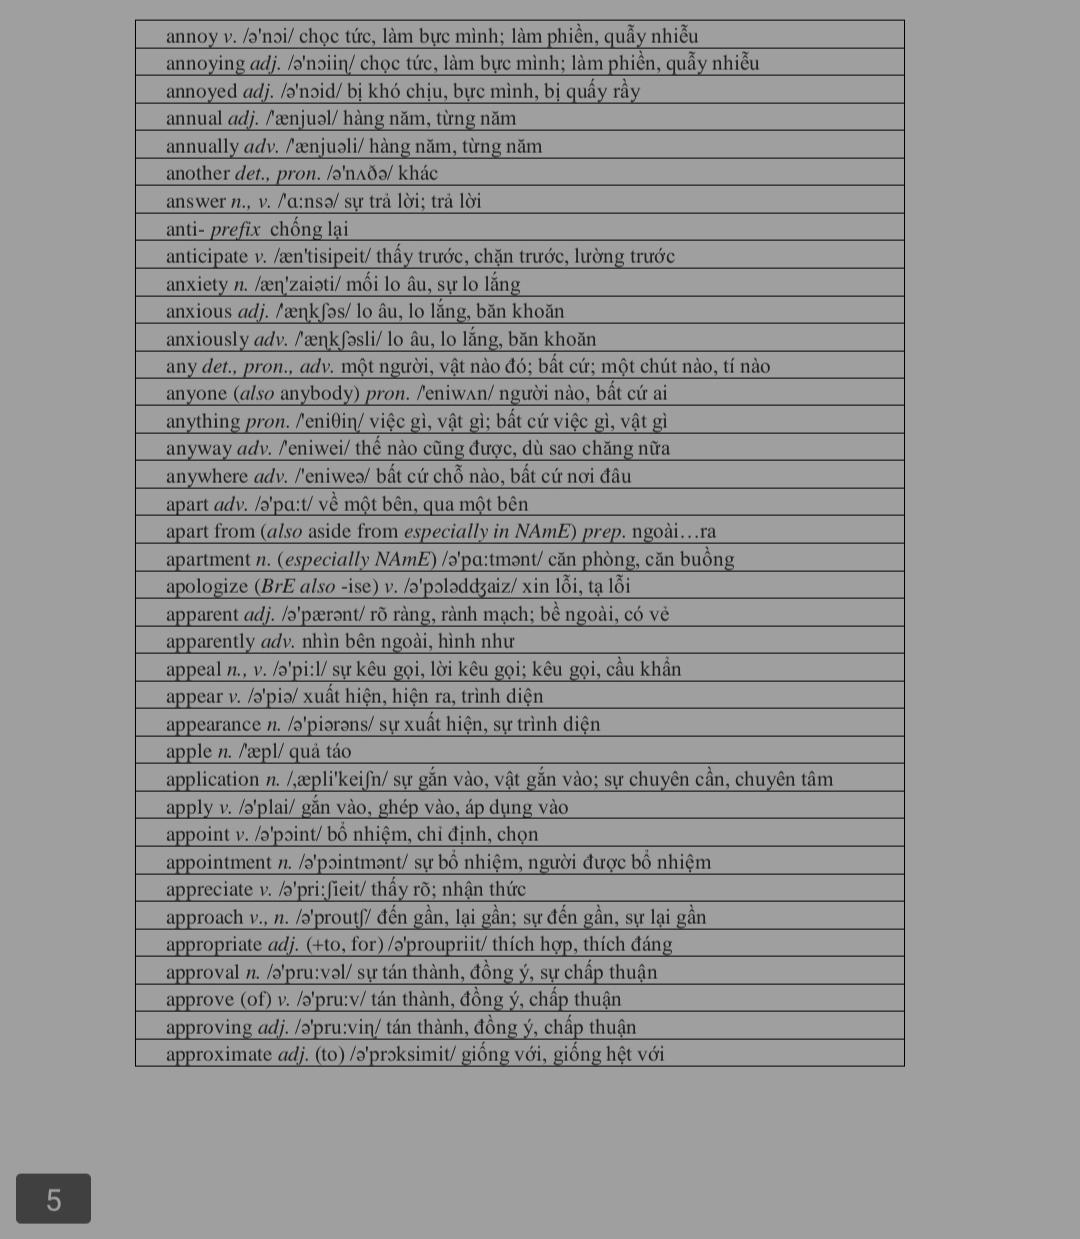 annoy v. /ə'nɔi/ chọc tức, làm bực mình; làm phiền, quẫy nhiễu
annoying adj. /ə'nɔiiɳ/ chọc tức, làm bực mình; làm phiền, quẫy nhiễu
annoyed adj. /ə'nɔid/ bị khó chịu, bực mình, bị quấy rầy
annual adj. /'ænjuəl/ hàng năm, từng năm
annually adv. /'ænjuəli/ hàng năm, từng năm
another det., pron. /ə'nʌðə/ khác
answer n., v. /'ɑ:nsə/ sự trả lời; trả lời
anti- prefix chống lại
anticipate v. /æn'tisipeit/ thấy trước, chặn trước, lường trước
anxiety n. /æɳ'zaiəti/ mối lo âu, sự lo lắng
anxious adj. /'æɳkʃəs/ lo âu, lo lắng, băn khoăn
anxiously adv. /'æɳkʃəsli/ lo âu, lo lắng, băn khoăn
any det., pron., adv. một người, vật nào đó; bất cứ; một chút nào, tí nào
anyone (also anybody) pron. /'eniwʌn/ người nào, bất cứ ai
anything pron. /'eniθiɳ/ việc gì, vật gì; bất cứ việc gì, vật gì
anyway adv. /'eniwei/ thế nào cũng được, dù sao chăng nữa
anywhere adv. /'eniweə/ bất cứ chỗ nào, bất cứ nơi đâu
apart adv. /ə'pɑ:t/ về một bên, qua một bên
apart from (also aside from especially in NAmE) prep. ngoài…ra
apartment n. (especially NAmE) /ə'pɑ:tmənt/ căn phòng, căn buồng
apologize (BrE also -ise) v. /ə'pɔləddʒaiz/ xin lỗi, tạ lỗi
apparent adj. /ə'pærənt/ rõ ràng, rành mạch; bề ngoài, có vẻ
apparently adv. nhìn bên ngoài, hình như
appeal n., v. /ə'pi:l/ sự kêu gọi, lời kêu gọi; kêu gọi, cầu khẩn
appear v. /ə'piə/ xuất hiện, hiện ra, trình diện
appearance n. /ə'piərəns/ sự xuất hiện, sự trình diện
apple n. /'æpl/ quả táo
application n. /,æpli'keiʃn/ sự gắn vào, vật gắn vào; sự chuyên cần, chuyên tâm
apply v. /ə'plai/ gắn vào, ghép vào, áp dụng vào
appoint v. /ə'pɔint/ bổ nhiệm, chỉ định, chọn
appointment n. /ə'pɔintmənt/ sự bổ nhiệm, người được bổ nhiệm
appreciate v. /ə'pri:ʃieit/ thấy rõ; nhận thức
approach v., n. /ə'proutʃ/ đến gần, lại gần; sự đến gần, sự lại gần
appropriate adj. (+to, for) /ə'proupriit/ thích hợp, thích đáng
approval n. /ə'pru:vəl/ sự tán thành, đồng ý, sự chấp thuận
approve (of) v. /ə'pru:v/ tán thành, đồng ý, chấp thuận
approving adj. /ə'pru:viɳ/ tán thành, đồng ý, chấp thuận
approximate adj. (to) /ə'prɔksimit/ giống với, giống hệt với
5